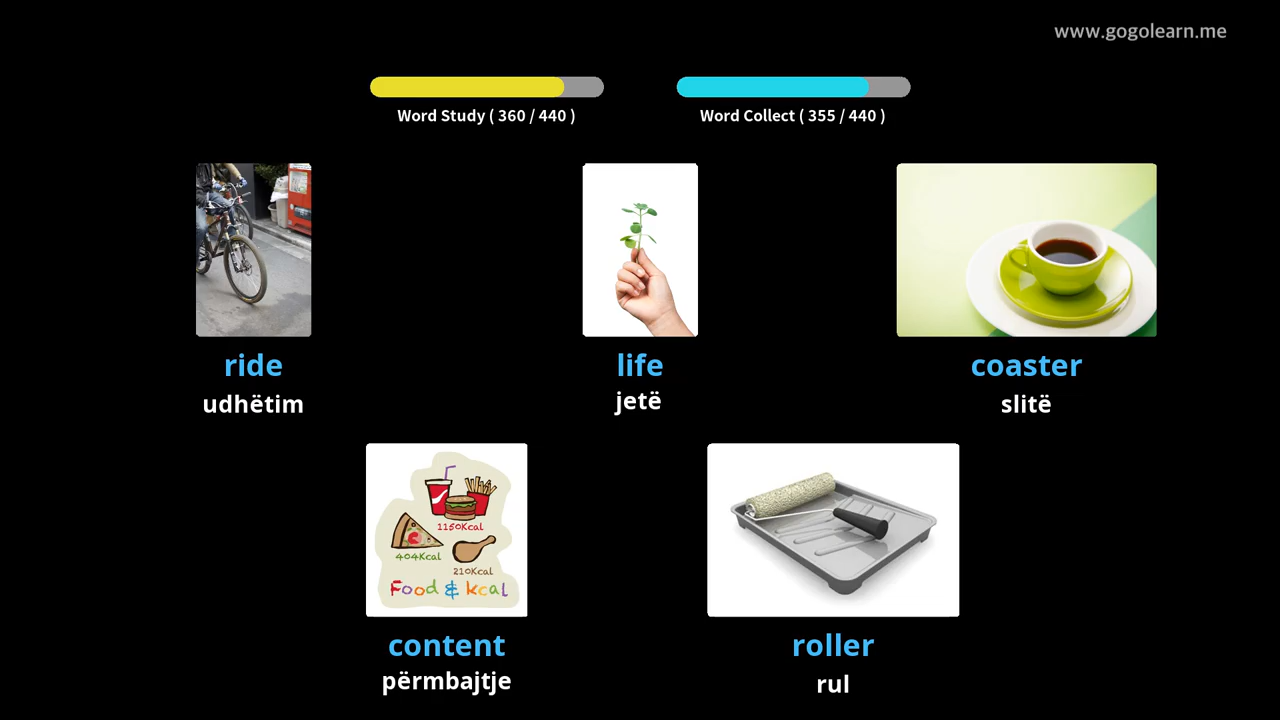 www.gogolearn.me
Word Study ( 360 / 440 )
Word Collect ( 355 / 440 )
ride
udhëtim
life
jetë
coaster
slitë
1150Kcal
404Kcal
210Kcal
Food & kcal
content
përmbajtje
roller
rul